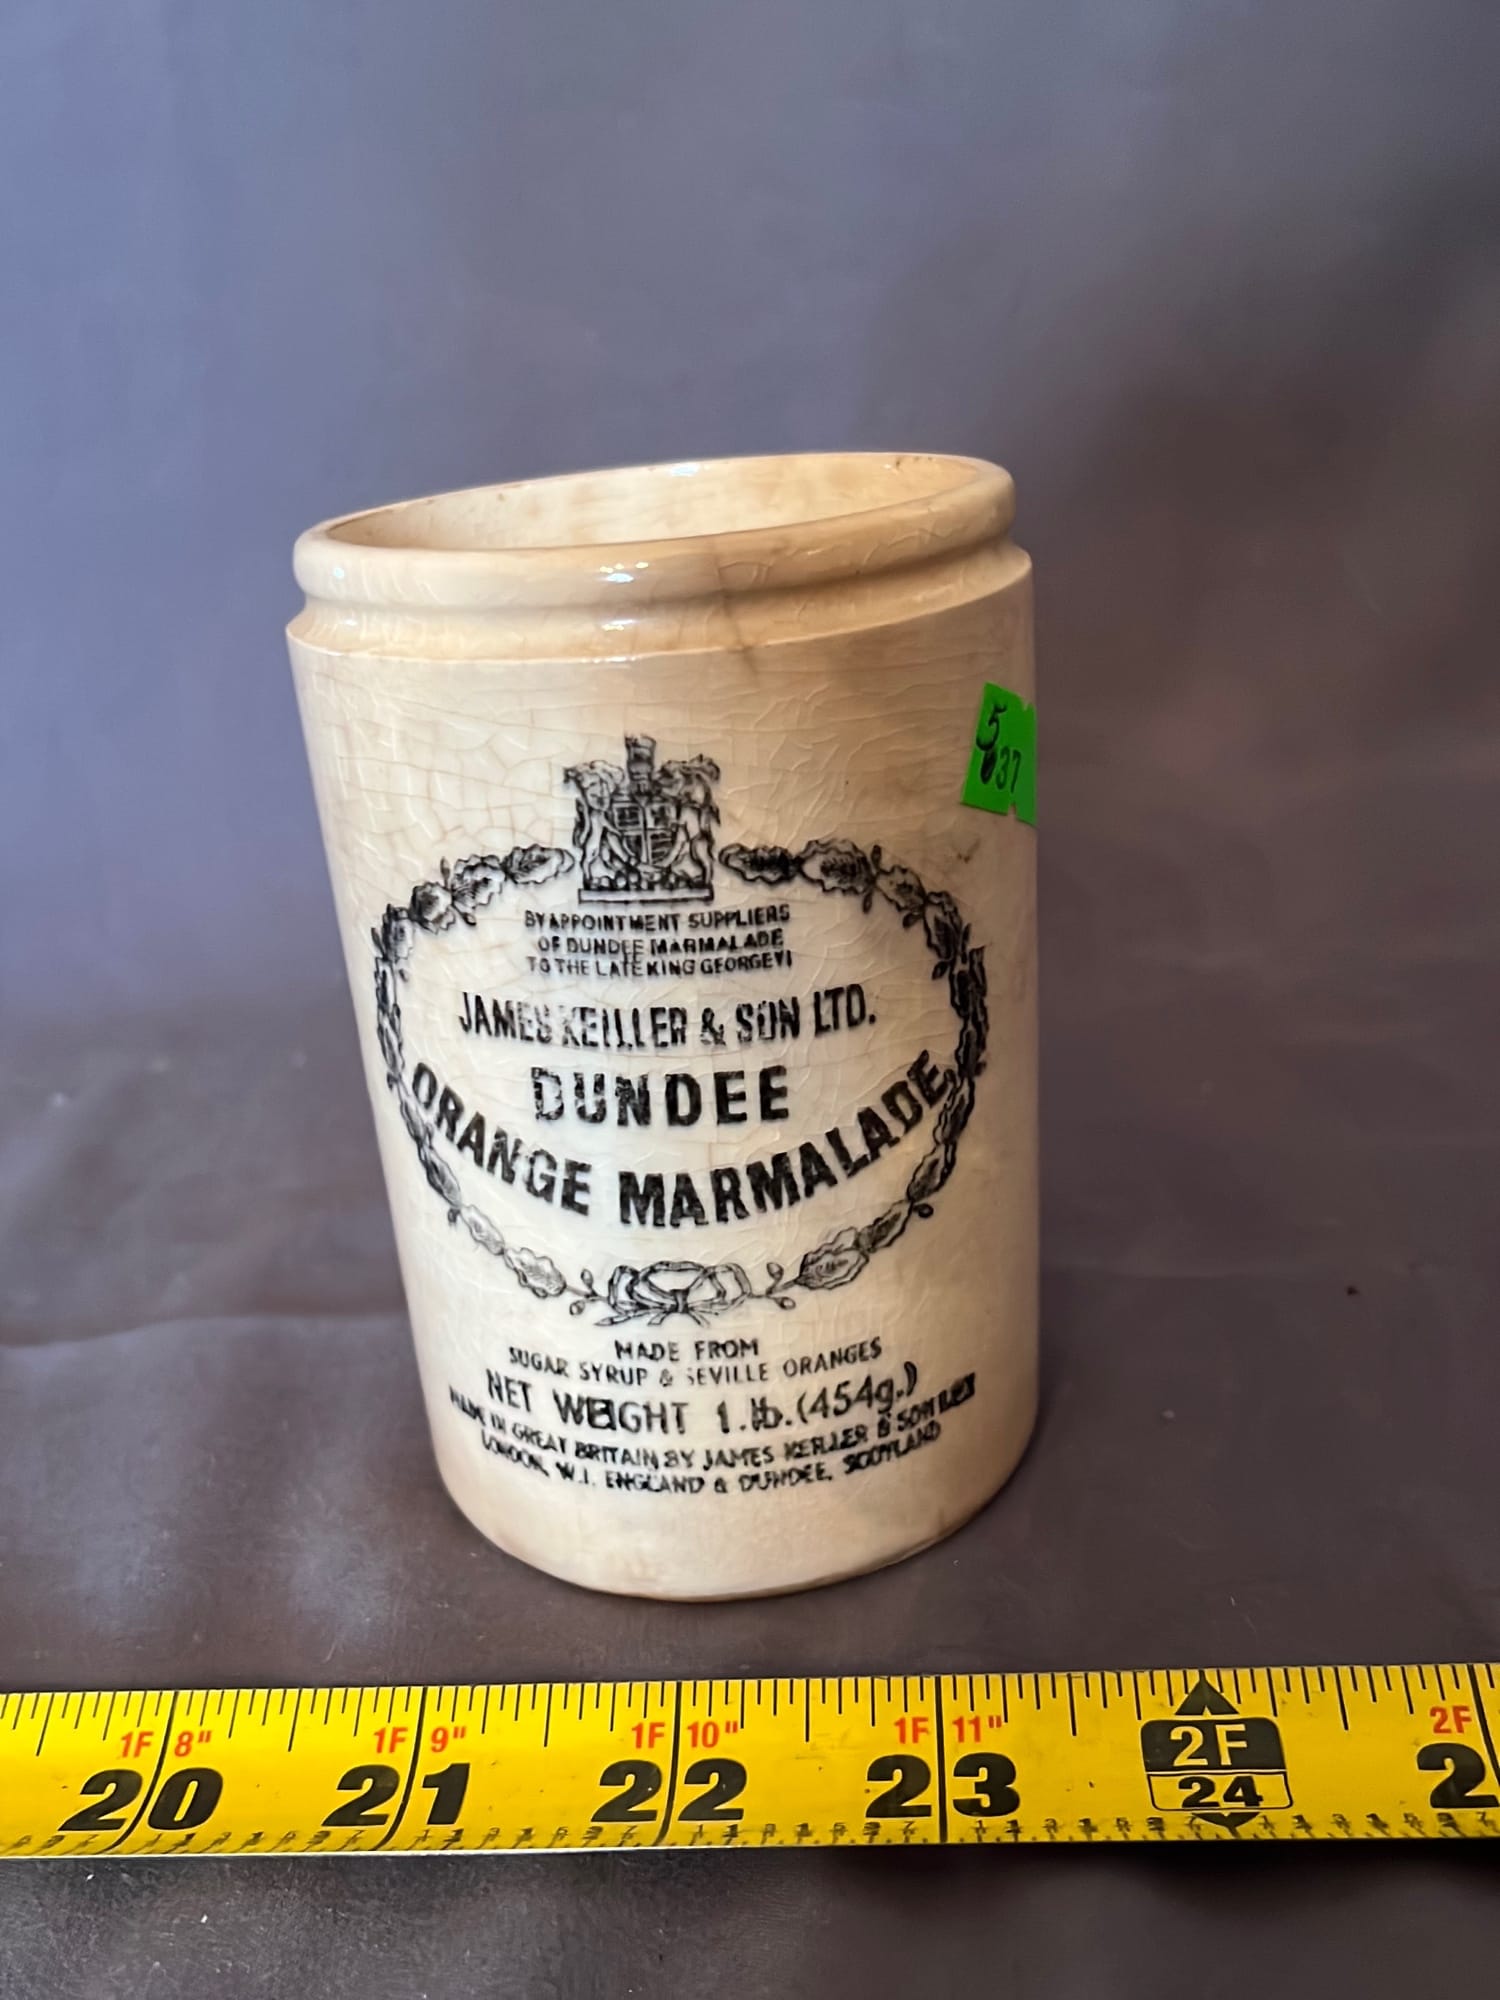 5
637
BY APPOINTMENT SUPPLIERS
OF DUNDEE MARMALADE
TO THE LATE KING GEORGE VI
JAMES KEILLER & SON LTD.
DUNDEE
ORANGE MARMALADE
MADE FROM
SUGAR SYRUP & SEVILLE ORANGES
NET WEIGHT 1.lb.(454g.)
MADE IN GREAT BRITAIN BY JAMES KEILLER & SON LTD
LONDON, W.I. ENGLAND & DUNDEE, SCOTLAND
1F 8" 1F 9" 1F 10" 1F 11" 2F 2F
20 21 22 23 24 2